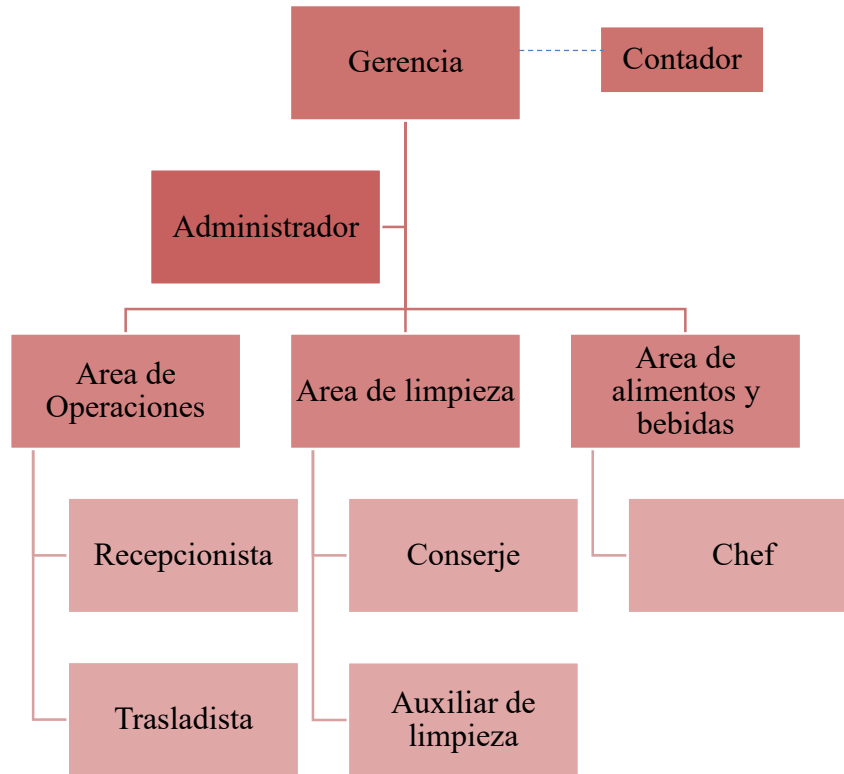 Gerencia
Contador
Administrador
Area de
Operaciones
Area de limpieza
Area de
alimentos y
bebidas
Recepcionista
Conserje
Chef
Trasladista
Auxiliar de
limpieza